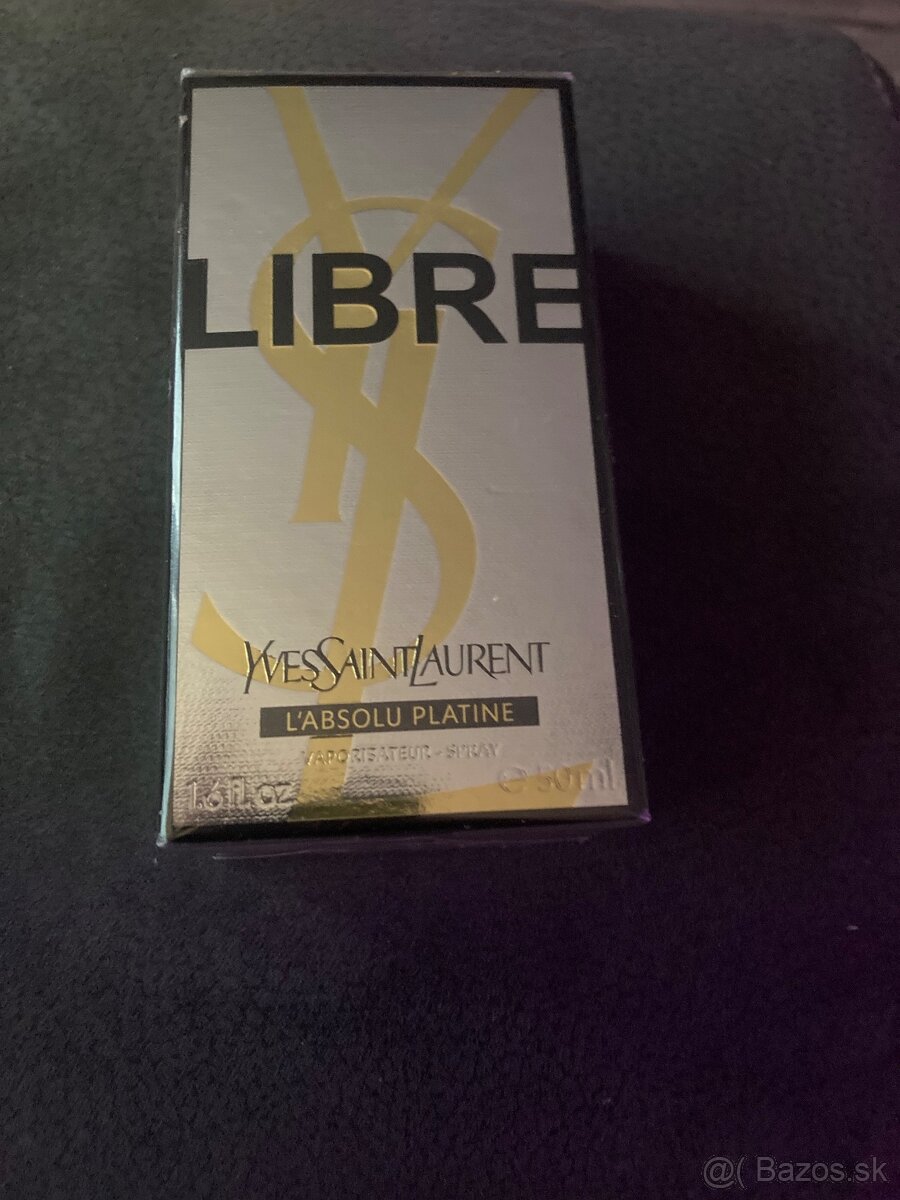 LIBRE
YVESSAINTLAURENT
L'ABSOLU PLATINE
VAPORISATEUR - SPRAY
1.6 fl. oz
e 50 ml
@( Bazos.sk